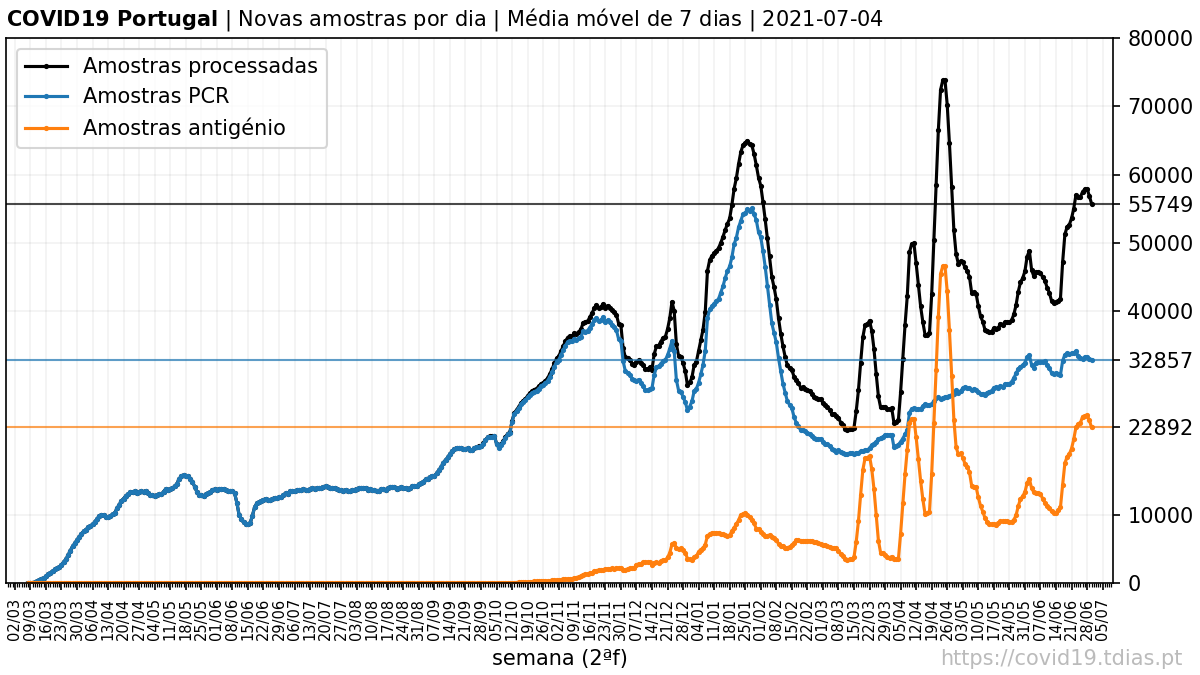 COVID19 Portugal | Novas amostras por dia | Média móvel de 7 dias | 2021-07-04
Amostras processadas
Amostras PCR
Amostras antigénio
80000
70000
60000
55749
50000
40000
32857
22892
10000
0
02/03 09/03 16/03 23/03 30/03 06/04 13/04 20/04 27/04 04/05 11/05 18/05 25/05 01/06 08/06 15/06 22/06 29/06 06/07 13/07 20/07 27/07 03/08 10/08 17/08 24/08 31/08 07/09 14/09 21/09 28/09 05/10 12/10 19/10 26/10 02/11 09/11 16/11 23/11 30/11 07/12 14/12 21/12 28/12 04/01 11/01 18/01 25/01 01/02 08/02 15/02 22/02 01/03 08/03 15/03 22/03 29/03 05/04 12/04 19/04 26/04 03/05 10/05 17/05 24/05 31/05 07/06 14/06 21/06 28/06 05/07
semana (2ªf)
https://covid19.tdias.pt